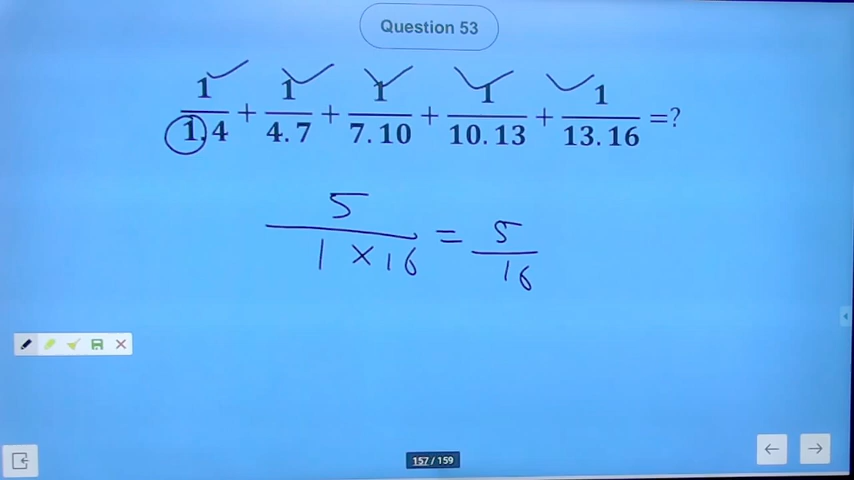 Question 53
1/1.4 + 1/4.7 + 1/7.10 + 1/10.13 + 1/13.16 =?
5/1×16 = 5/16
157 / 159